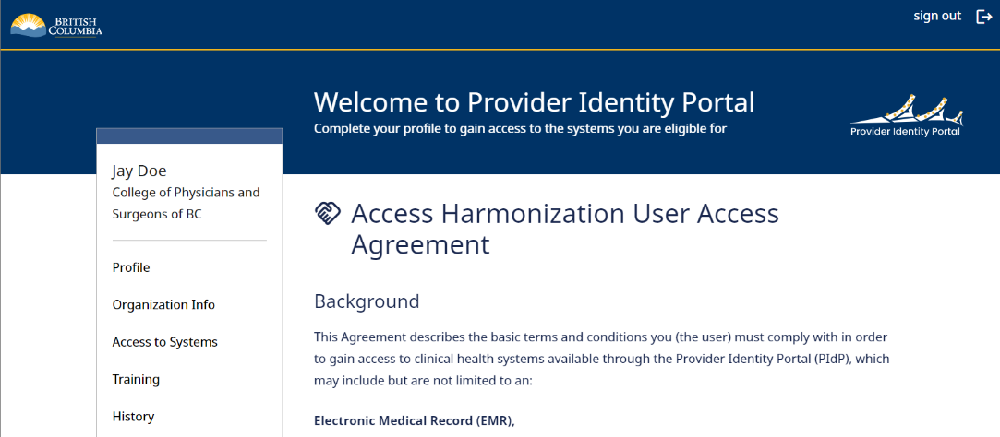 BRITISH
COLUMBIA
sign out
Welcome to Provider Identity Portal
Complete your profile to gain access to the systems you are eligible for
Provider Identity Portal
Jay Doe
College of Physicians and
Surgeons of BC
Profile
Organization Info
Access to Systems
Training
History
Access Harmonization User Access
Agreement
Background
This Agreement describes the basic terms and conditions you (the user) must comply with in order
to gain access to clinical health systems available through the Provider Identity Portal (PIdP), which
may include but are not limited to an:
Electronic Medical Record (EMR),